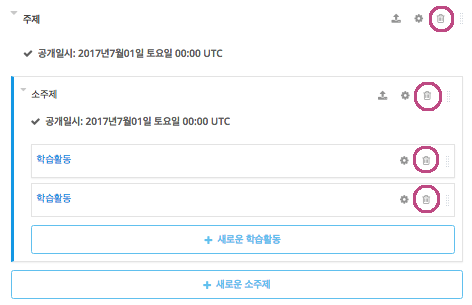 주제
공개일시: 2017년7월01일 토요일 00:00 UTC
소주제
공개일시: 2017년7월01일 토요일 00:00 UTC
학습활동
학습활동
+ 새로운 학습활동
+ 새로운 소주제